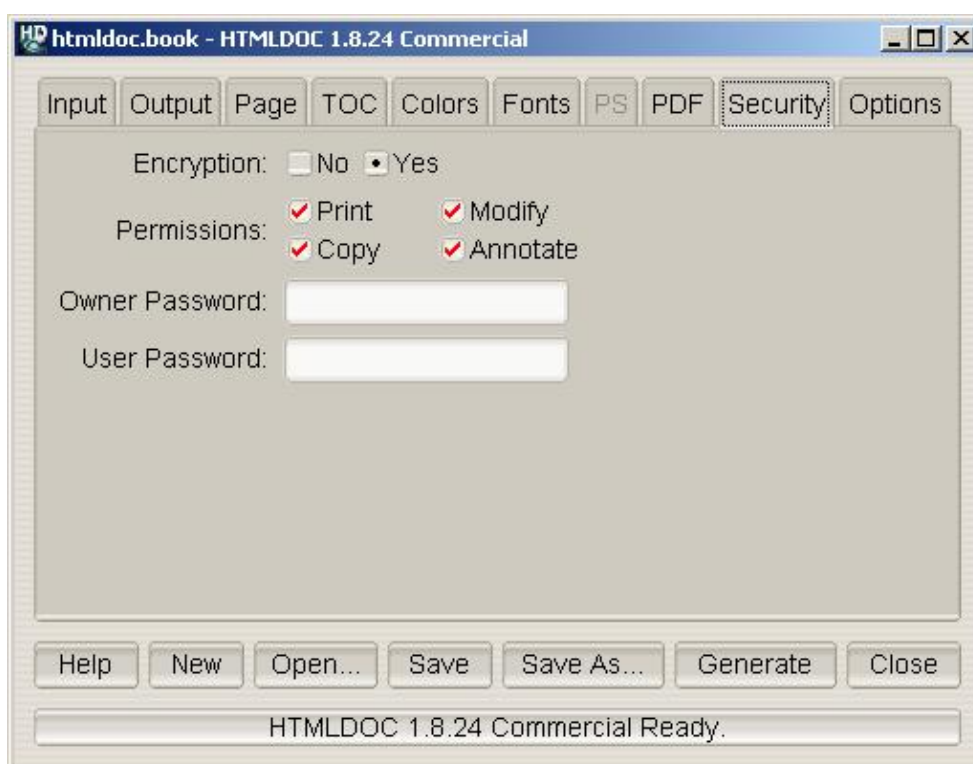 HD htmldoc.book - HTMLDOC 1.8.24 Commercial
Input Output Page TOC Colors Fonts PS PDF Security Options
Encryption: No Yes
Permissions: Print Modify
Copy Annotate
Owner Password:
User Password:
Help New Open... Save Save As... Generate Close
HTMLDOC 1.8.24 Commercial Ready.